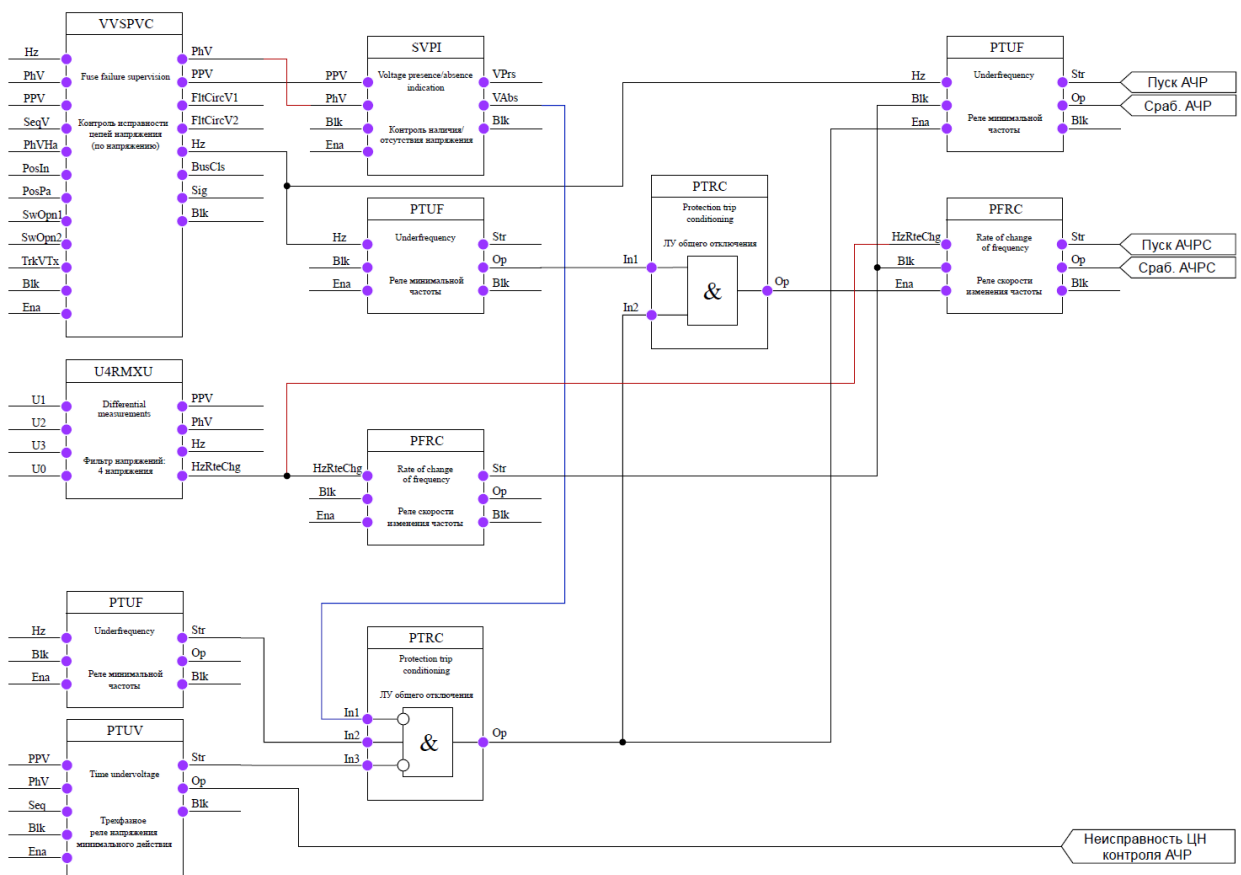 VVSPVC
Fuse failure supervision
Контроль исправности
цепей напряжения
(по напряжению)
Hz
PhV
PPV
SeqV
PhVHa
PosIn
PosPa
SwOpn1
SwOpn2
TrkVTx
Blk
Ena
PhV
PPV
FltCircV1
FltCircV2
Hz
BusCls
Sig
Blk
SVPI
Voltage presence/absence
indication
Контроль наличия/
отсутствия напряжения
PPV
PhV
Blk
Ena
VPrs
VAbs
Blk
PTUF
Underfrequency
Реле минимальной
частоты
Hz
Blk
Ena
Str
Op
Blk
PTRC
Protection trip
conditioning
ЛУ общего отключения
In1
In2
&
Op
PTUF
Underfrequency
Реле минимальной
частоты
Hz
Blk
Ena
Str
Op
Blk
Пуск АЧР
Сраб. АЧР
PFRC
Rate of change
of frequency
Реле скорости
изменения частоты
HzRteChg
Blk
Ena
Str
Op
Blk
Пуск АЧРС
Сраб. АЧРС
U4RMXU
Differential
measurements
Фильтр напряжений:
4 напряжения
U1
U2
U3
U0
PPV
PhV
Hz
HzRteChg
PFRC
Rate of change
of frequency
Реле скорости
изменения частоты
HzRteChg
Blk
Ena
Str
Op
Blk
PTUF
Underfrequency
Реле минимальной
частоты
Hz
Blk
Ena
Str
Op
Blk
PTRC
Protection trip
conditioning
ЛУ общего отключения
In1
In2
In3
&
Op
PTUV
Time undervoltage
Трехфазное
реле напряжения
минимального действия
PPV
PhV
Seq
Blk
Ena
Str
Op
Blk
Неисправность ЦН
контроля АЧР